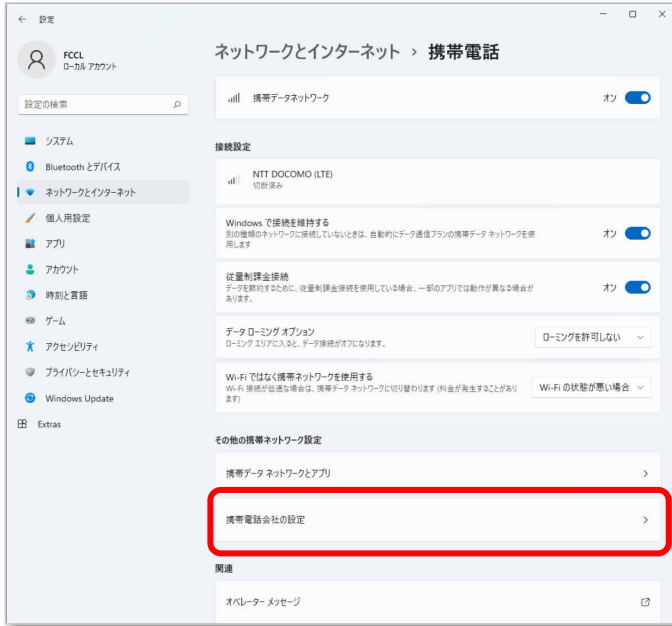 設定
FCCL
ローカル アカウント
設定の検索
システム
Bluetooth とデバイス
ネットワークとインターネット
個人用設定
アプリ
アカウント
時刻と言語
ゲーム
アクセシビリティ
プライバシーとセキュリティ
Windows Update
Extras
ネットワークとインターネット › 携帯電話
携帯データネットワーク
オン
接続設定
NTT DOCOMO (LTE)
切断済み
Windows で接続を維持する
別の種類のネットワークに接続していないときは、自動的にデータ通信プランの携帯データ ネットワークを使
用します
オン
従量制課金接続
データを節約するために、従量制課金接続を使用している場合、一部のアプリでは動作が異なる場合が
あります。
オン
データ ローミング オプション
ローミング エリアに入ると、データ接続がオフになります。
ローミングを許可しない
Wi-Fi ではなく携帯ネットワークを使用する
Wi-Fi 接続が低速な場合は、携帯データ ネットワークに切り替わります (料金が発生することがあり
ます)
Wi-Fi の状態が悪い場合
その他の携帯ネットワーク設定
携帯データ ネットワークとアプリ
携帯電話会社の設定
関連
オペレーター メッセージ